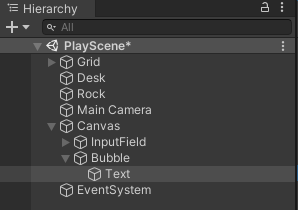 Hierarchy
All
PlayScene*
Grid
Desk
Rock
Main Camera
Canvas
InputField
Bubble
Text
EventSystem